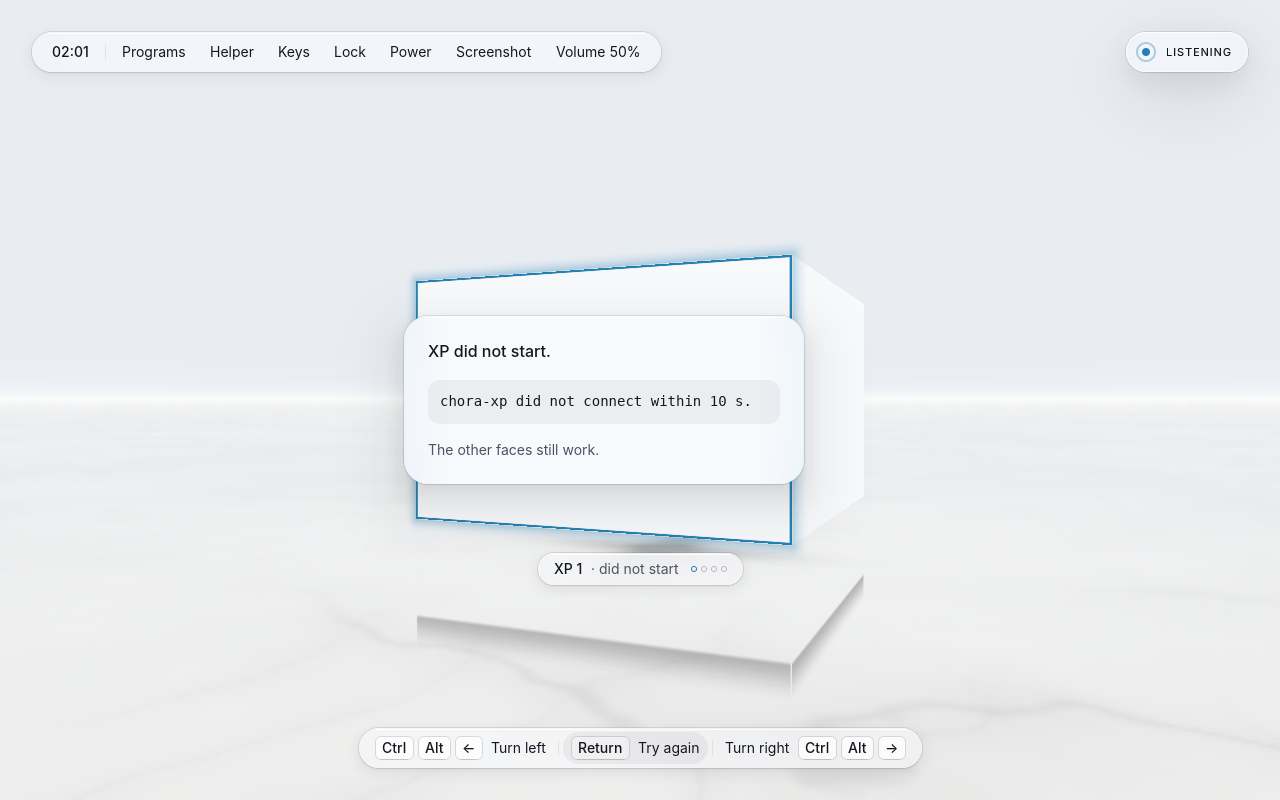 02:01 Programs Helper Keys Lock Power Screenshot Volume 50%
LISTENING
XP did not start.
chora-xp did not connect within 10 s.
The other faces still work.
XP 1 · did not start
Ctrl Alt ← Turn left Return Try again Turn right Ctrl Alt →